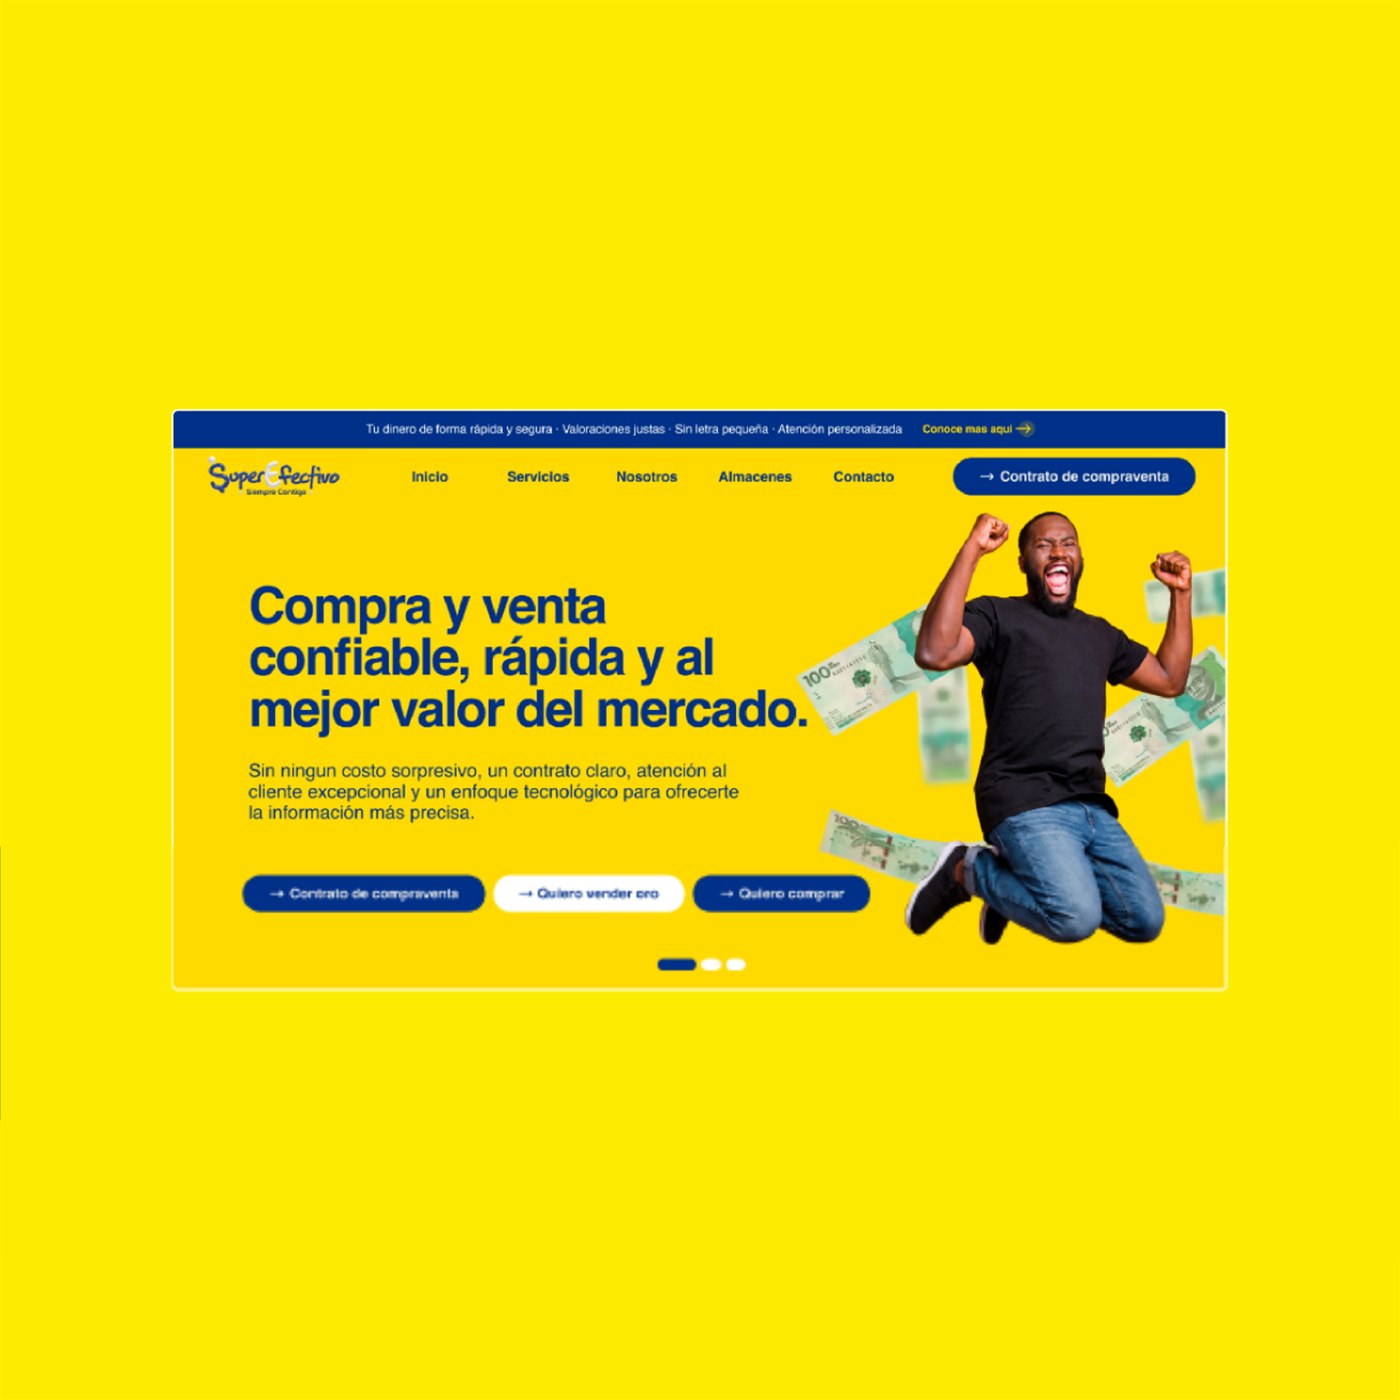 Tu dinero de forma rápida y segura · Valoraciones justas · Sin letra pequeña · Atención personalizada Conoce mas aqui →
SuperEfectivo
Siempre Contigo
Inicio Servicios Nosotros Almacenes Contacto → Contrato de compraventa
Compra y venta
confiable, rápida y al
mejor valor del mercado.
Sin ningun costo sorpresivo, un contrato claro, atención al
cliente excepcional y un enfoque tecnológico para ofrecerte
la información más precisa.
→ Contrato de compraventa → Quiero vender oro → Quiero comprar
100
100